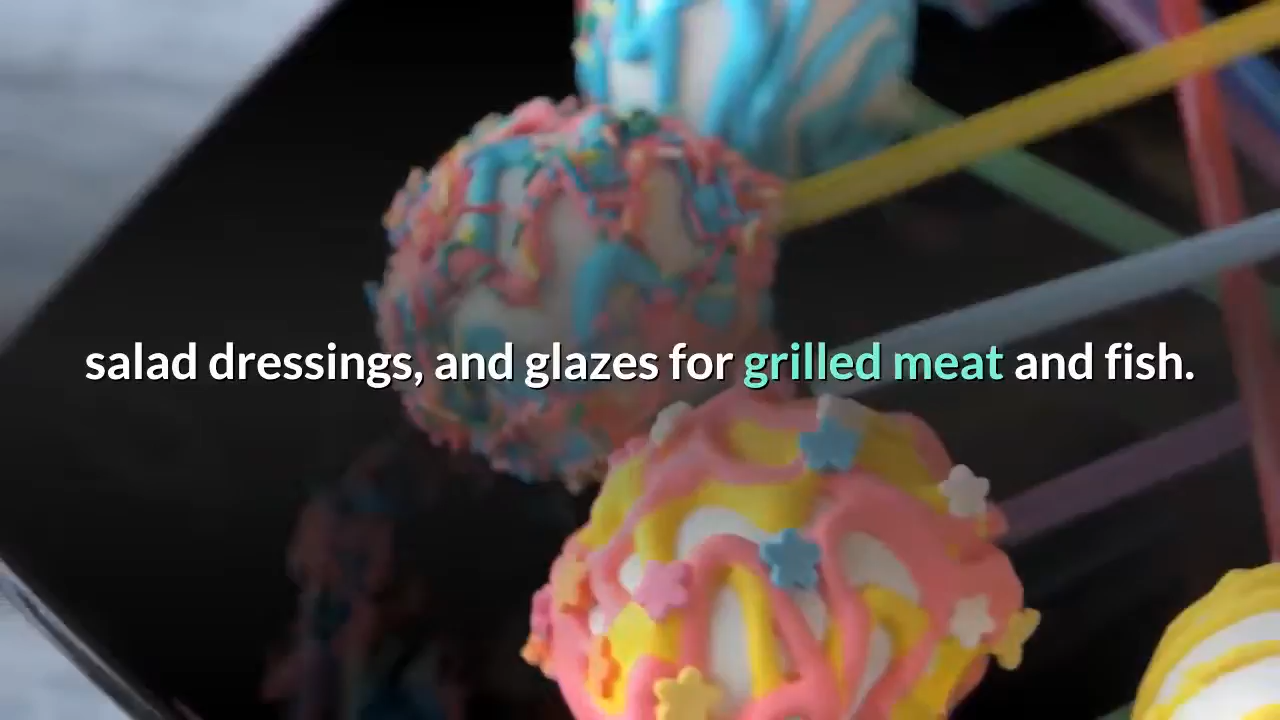 salad dressings, and glazes for grilled meat and fish.